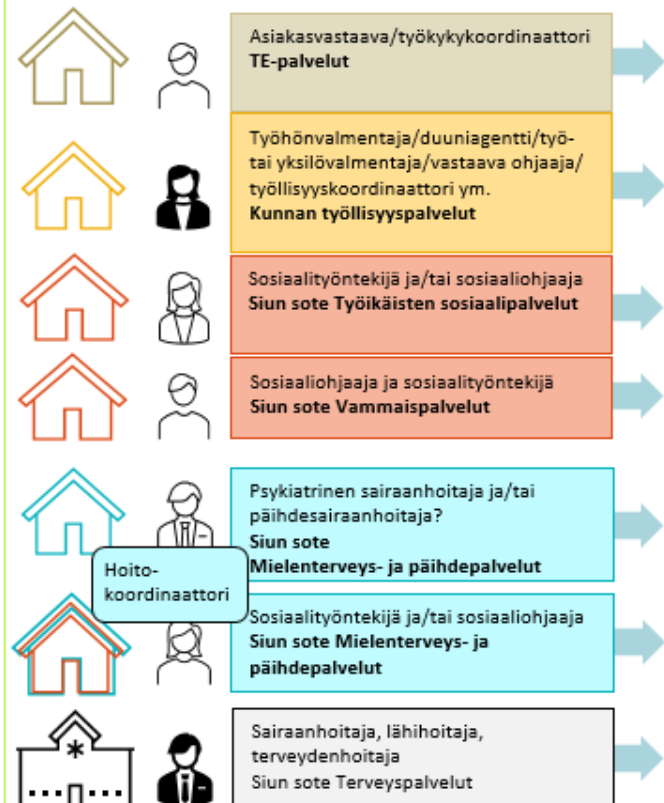 Asiakasvastaava/työkykykoordinaattori
TE-palvelut
Työhönvalmentaja/duuniagentti/työ-
tai yksilövalmentaja/vastaava ohjaaja/
työllisyyskoordinaattori ym.
Kunnan työllisyyspalvelut
Sosiaalityöntekijä ja/tai sosiaaliohjaaja
Siun sote Työikäisten sosiaalipalvelut
Sosiaaliohjaaja ja sosiaalityöntekijä
Siun sote Vammaispalvelut
Psykiatrinen sairaanhoitaja ja/tai
päihdesairaanhoitaja?
Siun sote
Mielenterveys- ja päihdepalvelut
Hoito-
koordinaattori
Sosiaalityöntekijä ja/tai sosiaaliohjaaja
Siun sote Mielenterveys- ja
päihdepalvelut
Sairaanhoitaja, lähihoitaja,
terveydenhoitaja
Siun sote Terveyspalvelut